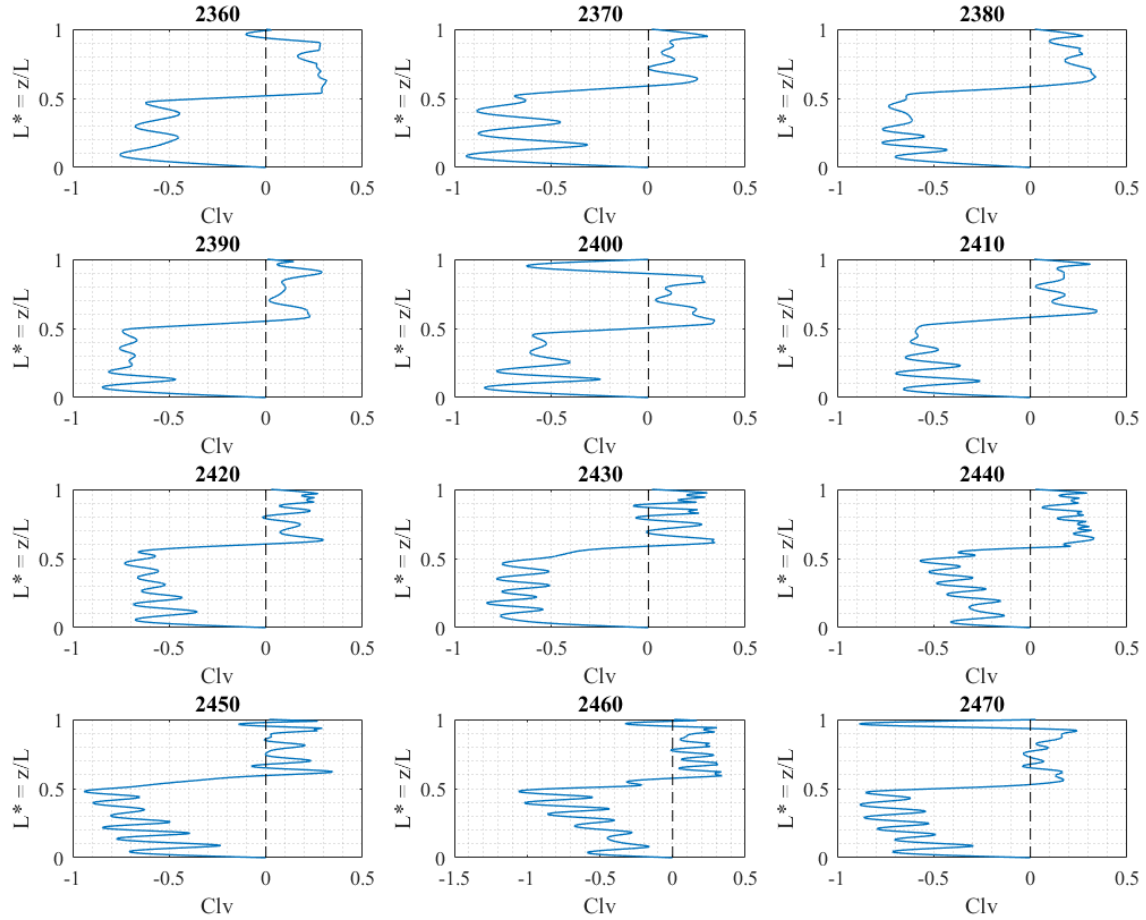 2360 2370 2380
1 1 1
L* = z/L 0.5 L* = z/L 0.5 L* = z/L 0.5
0 0 0
-1 -0.5 0 0.5 -1 -0.5 0 0.5 -1 -0.5 0 0.5
Clv Clv Clv
2390 2400 2410
1 1 1
L* = z/L 0.5 L* = z/L 0.5 L* = z/L 0.5
0 0 0
-1 -0.5 0 0.5 -1 -0.5 0 0.5 -1 -0.5 0 0.5
Clv Clv Clv
2420 2430 2440
1 1 1
L* = z/L 0.5 L* = z/L 0.5 L* = z/L 0.5
0 0 0
-1 -0.5 0 0.5 -1 -0.5 0 0.5 -1 -0.5 0 0.5
Clv Clv Clv
2450 2460 2470
1 1 1
L* = z/L 0.5 L* = z/L 0.5 L* = z/L 0.5
0 0 0
-1 -0.5 0 0.5 -1.5 -1 -0.5 0 0.5 -1 -0.5 0 0.5
Clv Clv Clv